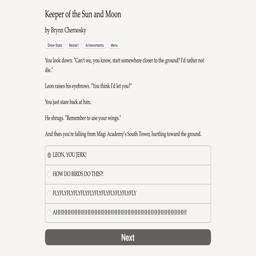 Keeper of the Sun and Moon
by Brynn Chernosky
Show Stats Restart Achievements Menu
You look down. "Can't we, you know, start somewhere closer to the ground? I'd rather not
die."
Leon raises his eyebrows. "You think I'd let you?"
You just stare back at him.
He shrugs. "Remember to use your wings."
And then you're falling from Magi Academy's South Tower, hurtling toward the ground.
LEON, YOU JERK!
HOW DO BIRDS DO THIS?!